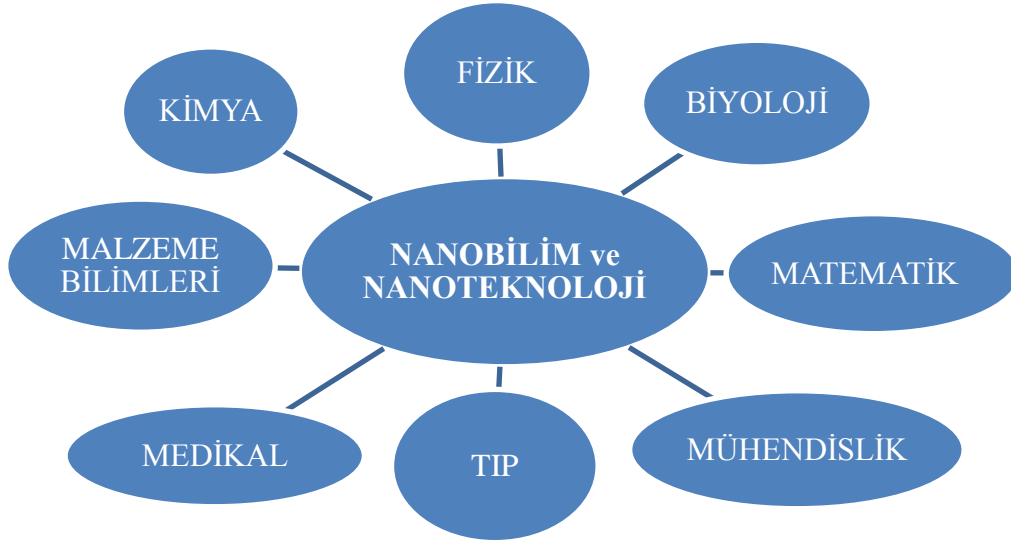 FİZİK
KİMYA
BİYOLOJİ
MALZEME
BİLİMLERİ
NANOBİLİM ve
NANOTEKNOLOJİ
MATEMATİK
MEDİKAL
TIP
MÜHENDİSLİK